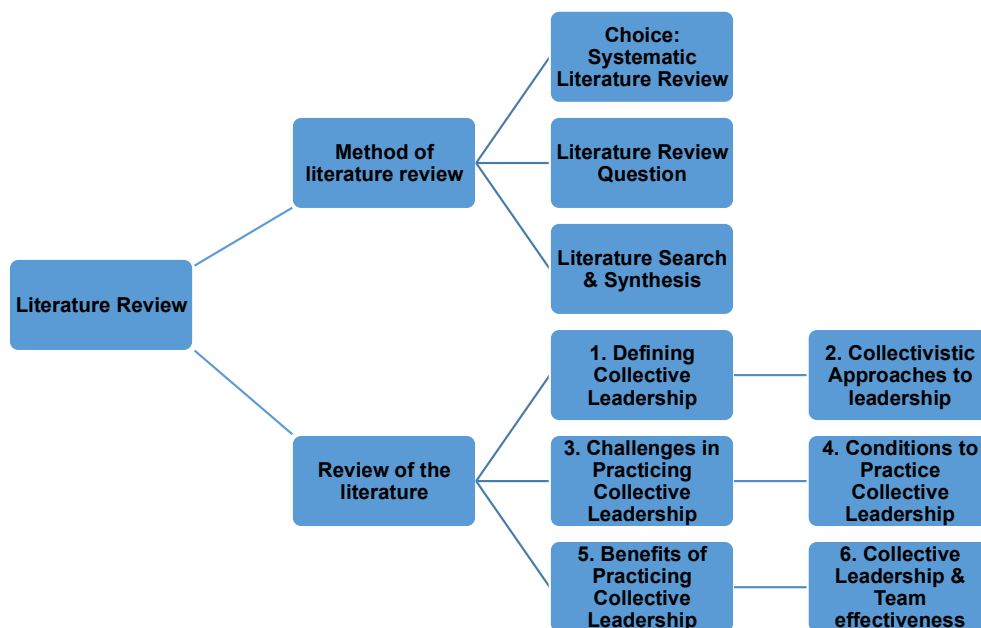 Choice:
Systematic
Literature Review
Method of
literature review
Literature Review
Question
Literature Search
& Synthesis
Literature Review
1. Defining
Collective
Leadership
2. Collectivistic
Approaches to
leadership
Review of the
literature
3. Challenges in
Practicing
Collective
Leadership
4. Conditions to
Practice
Collective
Leadership
5. Benefits of
Practicing
Collective
Leadership
6. Collective
Leadership &
Team
effectiveness